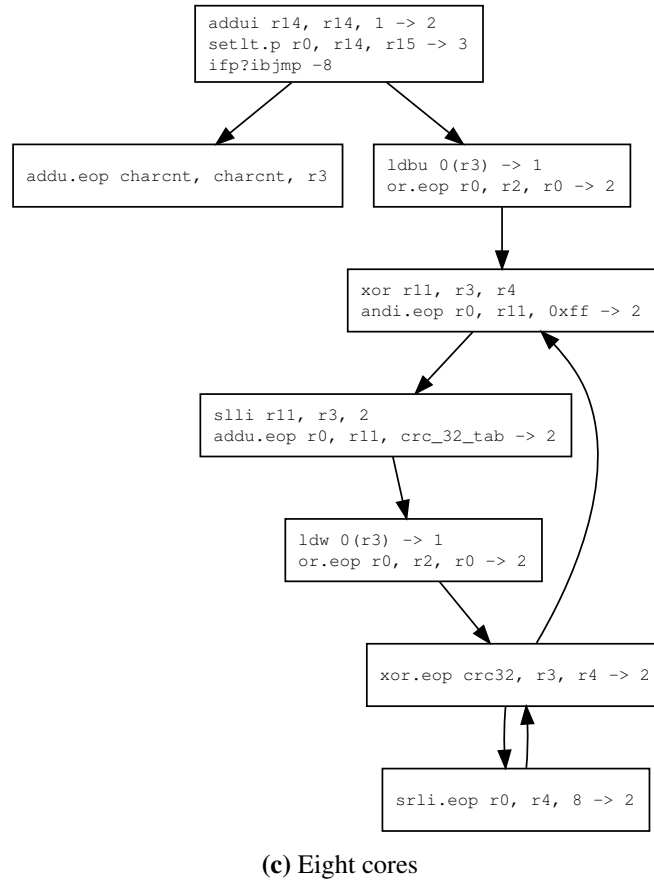 addui r14, r14, 1 -> 2
setlt.p r0, r14, r15 -> 3
ifp?ibjmp -8
addu.eop charcnt, charcnt, r3
ldbu 0(r3) -> 1
or.eop r0, r2, r0 -> 2
xor r11, r3, r4
andi.eop r0, r11, 0xff -> 2
slli r11, r3, 2
addu.eop r0, r11, crc_32_tab -> 2
ldw 0(r3) -> 1
or.eop r0, r2, r0 -> 2
xor.eop crc32, r3, r4 -> 2
srli.eop r0, r4, 8 -> 2
(c) Eight cores